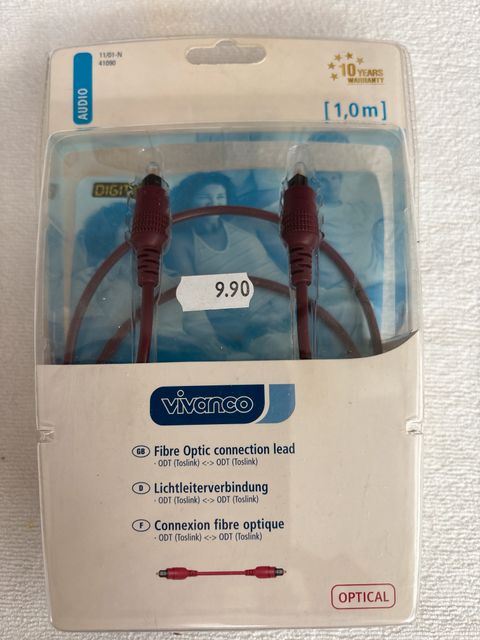 AUDIO
11/01-N
41090
10 YEARS
WARRANTY
[1,0m]
DIGIT
9.90
vivanco
GB Fibre Optic connection lead
· ODT (Toslink) <-> ODT (Toslink)
D Lichtleiterverbindung
· ODT (Toslink) <-> ODT (Toslink)
F Connexion fibre optique
· ODT (Toslink) <-> ODT (Toslink)
OPTICAL